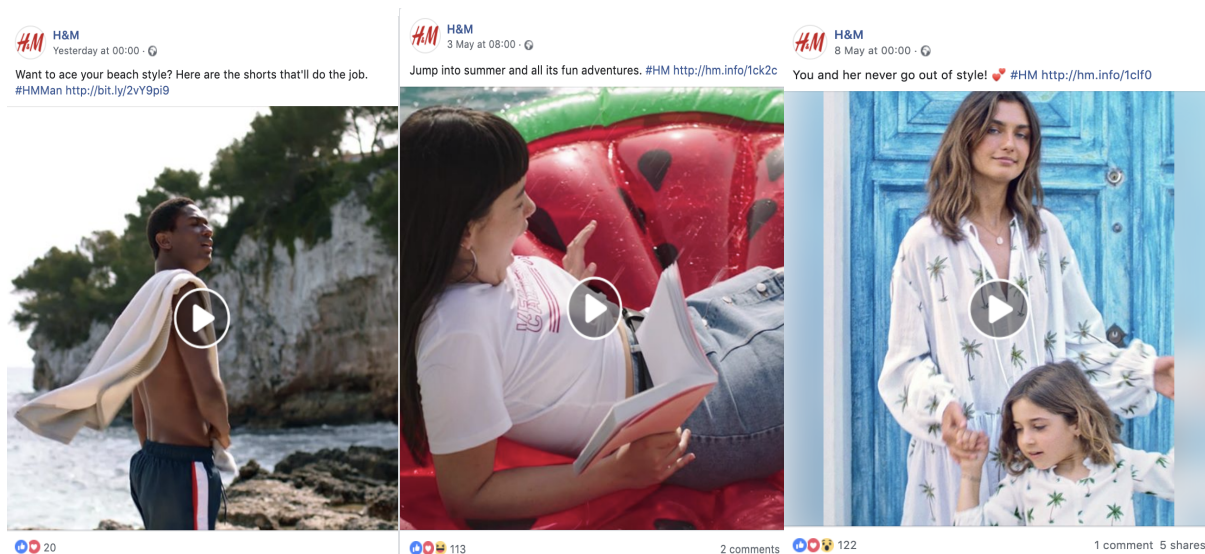 H&M
H&M
Yesterday at 00:00 ·
Want to ace your beach style? Here are the shorts that'll do the job.
#HMMan http://bit.ly/2vY9pi9
20
H&M
H&M
3 May at 08:00 ·
Jump into summer and all its fun adventures. #HM http://hm.info/1ck2c
113
2 comments
H&M
H&M
8 May at 00:00 ·
You and her never go out of style! 💕 #HM http://hm.info/1clf0
122
1 comment 5 shares